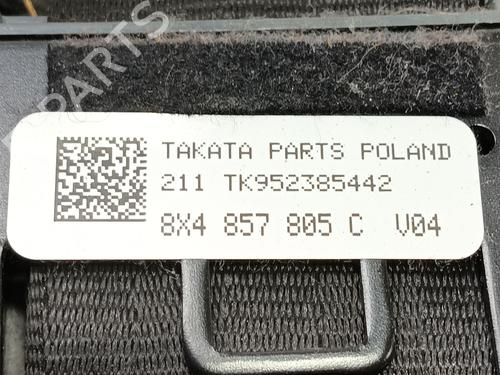 B-PARTS
TAKATA PARTS POLAND
211 TK952385442
8X4 857 805 C V04